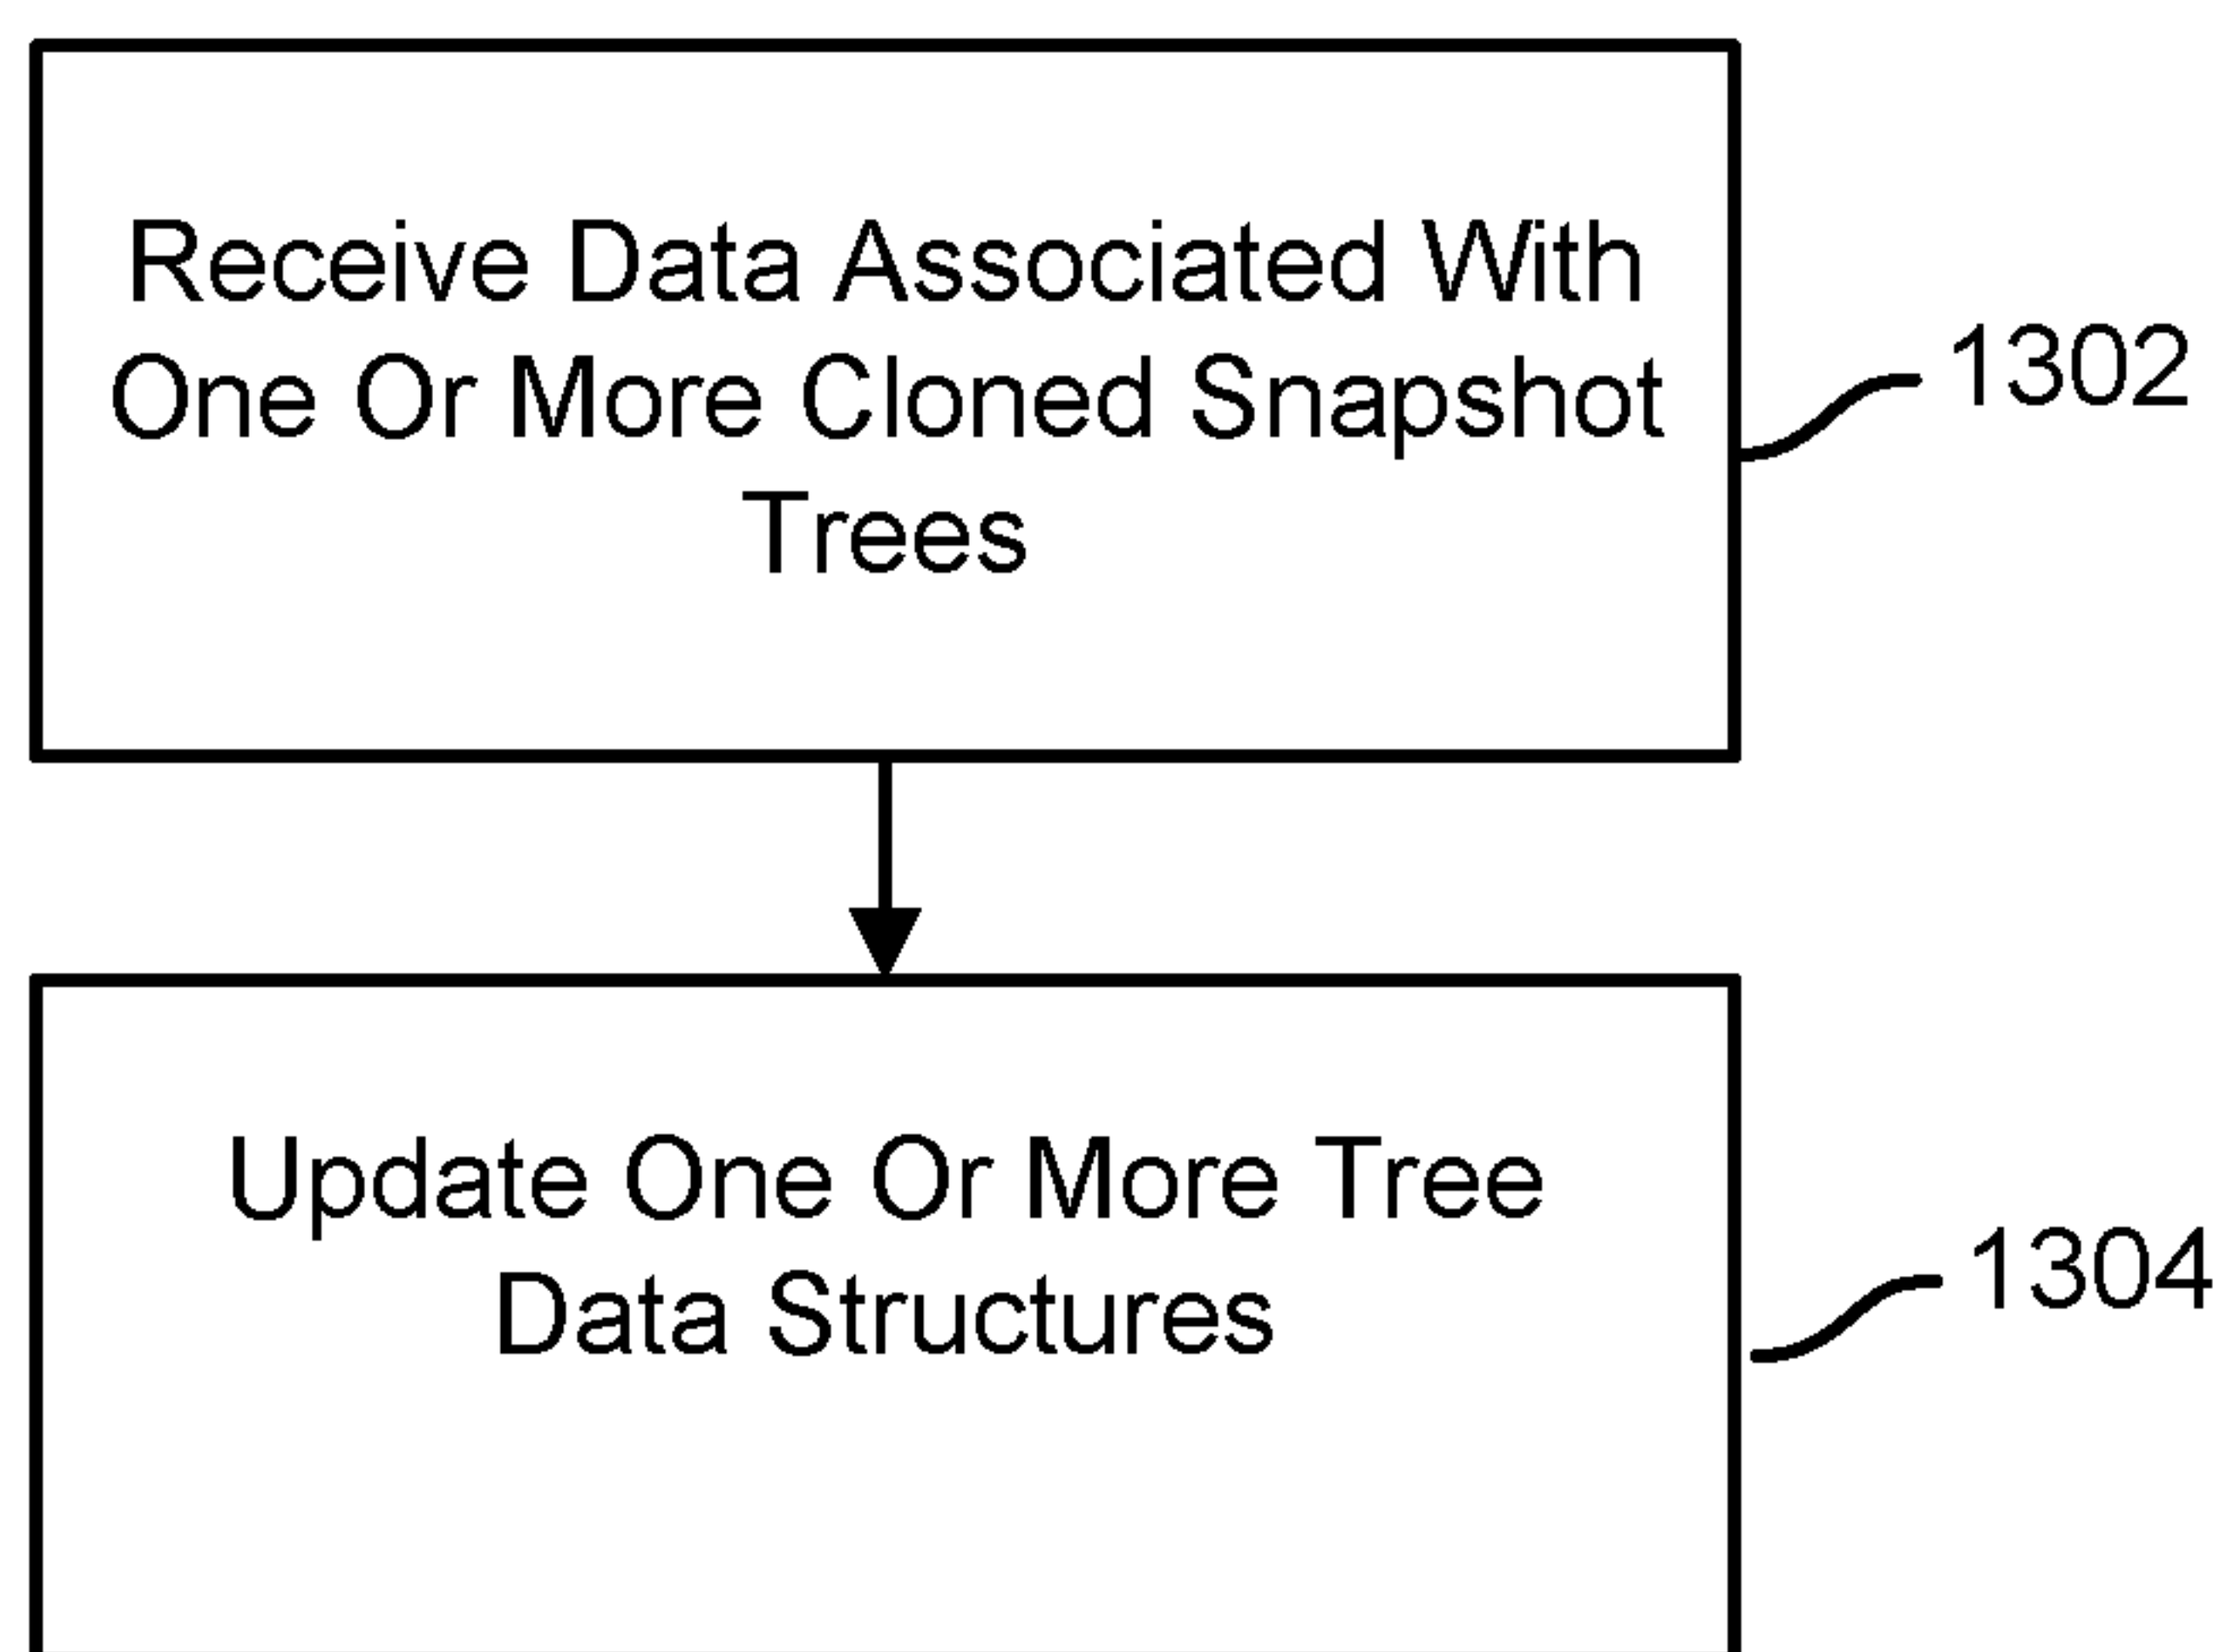 Receive Data Associated With
One Or More Cloned Snapshot
Trees
1302
Update One Or More Tree
Data Structures
1304